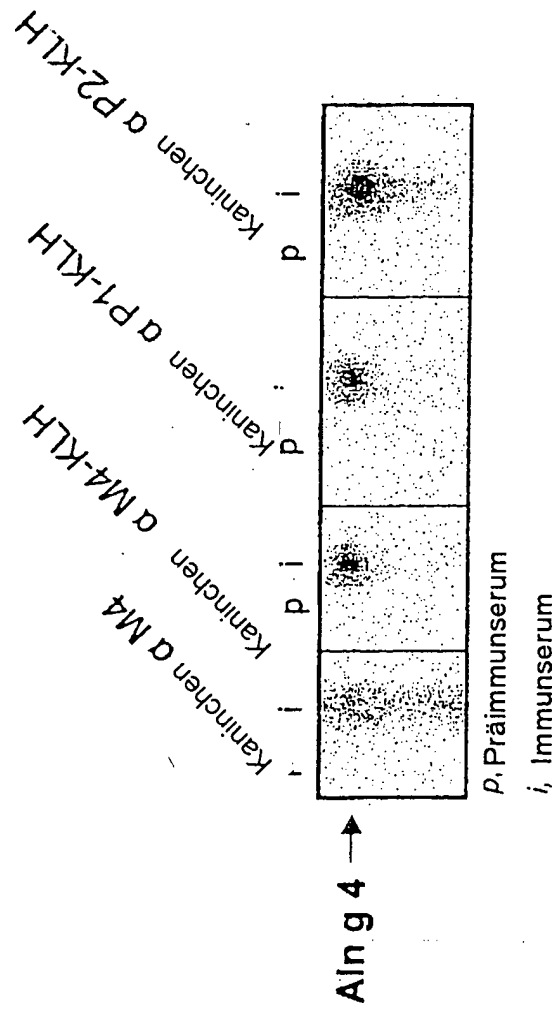 Kaninchen α M4
Kaninchen α M4-KLH
Kaninchen α P1-KLH
Kaninchen α P2-KLH
i p i p p i
Aln g 4
p, Präimmunserum
i, Immunserum